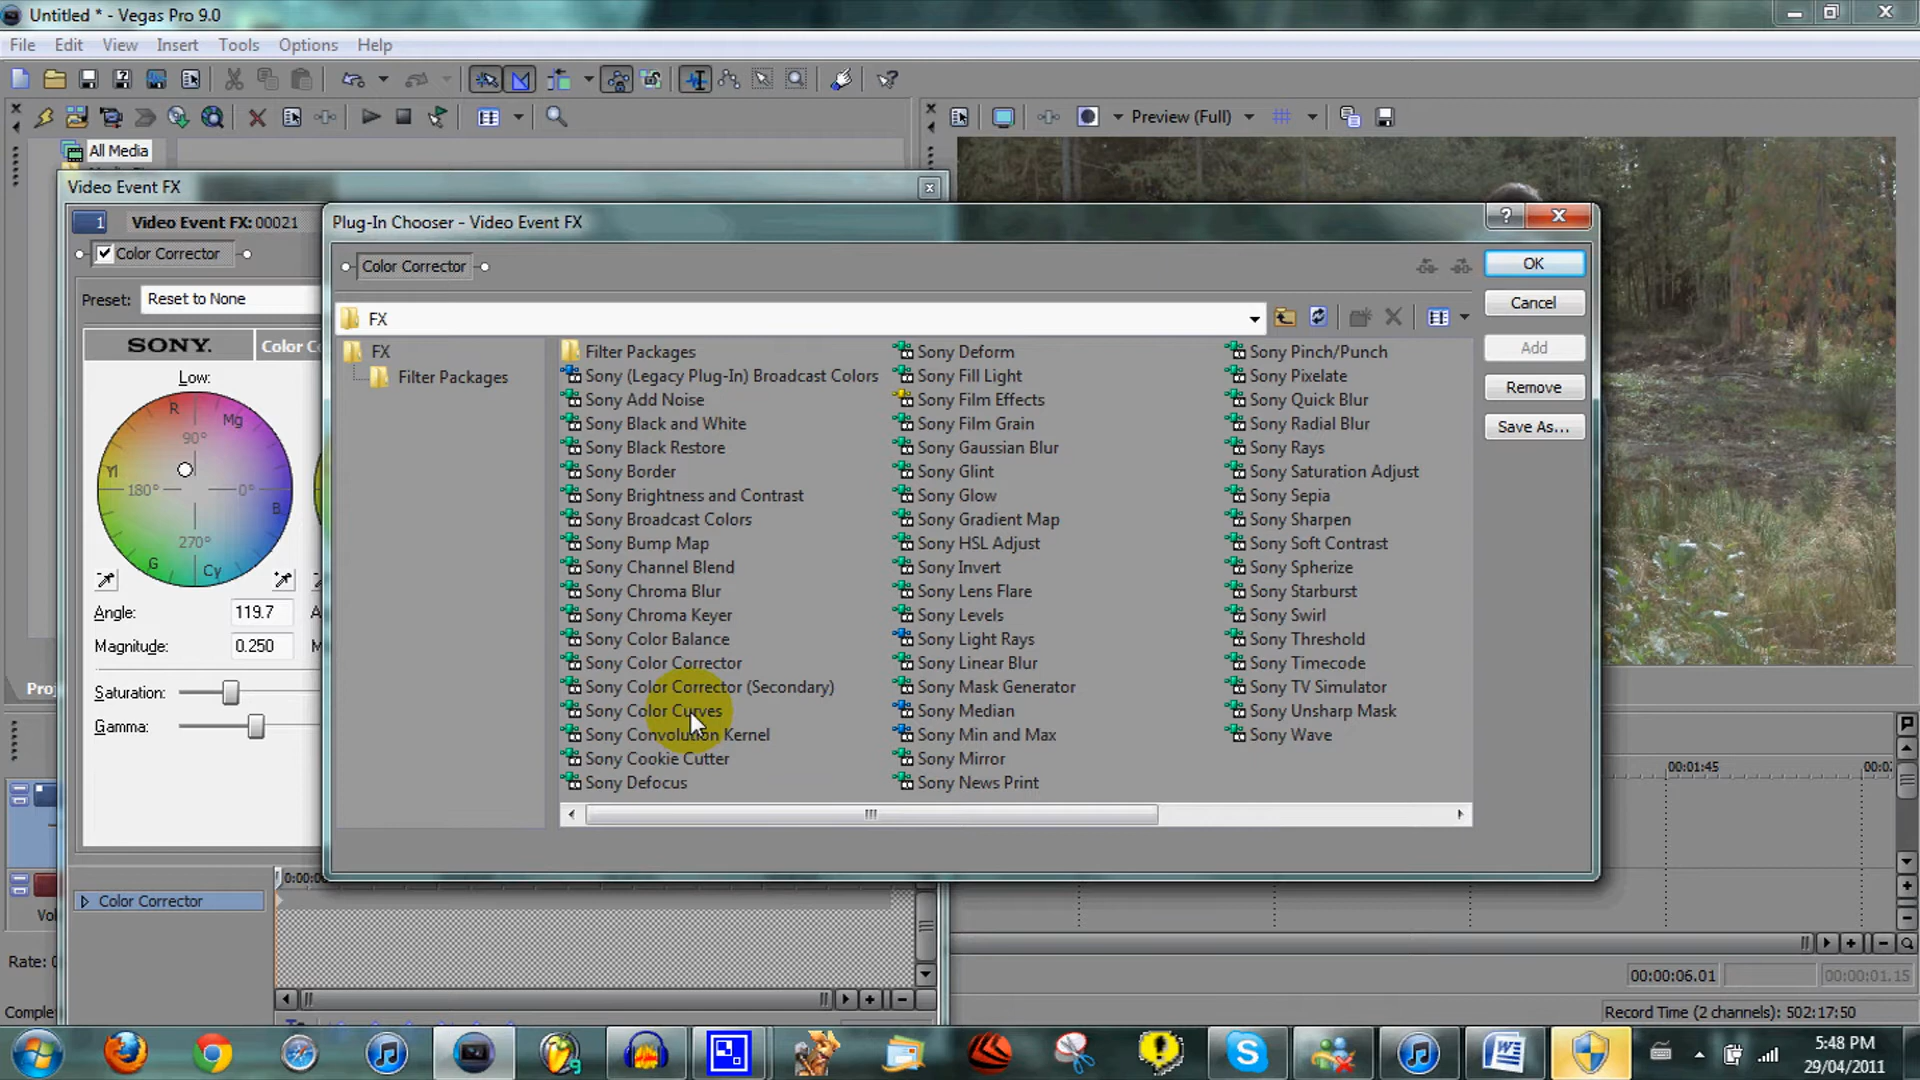 Untitled * - Vegas Pro 9.0
File Edit View Insert Tools Options Help
Preview (Full)
All Media
Video Event FX
1 Video Event FX: 00021
Color Corrector
Preset: Reset to None
SONY. Color C
Low:
R
Mg
90°
Yl
180°
0°
B
270°
G
Cy
Angle: 119.7 A
Magnitude: 0.250
Saturation:
Gamma:
Proj
Color Corrector
0:00:0
Vol
Rate: 0
Comple
Plug-In Chooser - Video Event FX
Color Corrector
FX
FX
Filter Packages
Filter Packages
Sony (Legacy Plug-In) Broadcast Colors
Sony Add Noise
Sony Black and White
Sony Black Restore
Sony Border
Sony Brightness and Contrast
Sony Broadcast Colors
Sony Bump Map
Sony Channel Blend
Sony Chroma Blur
Sony Chroma Keyer
Sony Color Balance
Sony Color Corrector
Sony Color Corrector (Secondary)
Sony Color Curves
Sony Convolution Kernel
Sony Cookie Cutter
Sony Defocus
Sony Deform
Sony Fill Light
Sony Film Effects
Sony Film Grain
Sony Gaussian Blur
Sony Glint
Sony Glow
Sony Gradient Map
Sony HSL Adjust
Sony Invert
Sony Lens Flare
Sony Levels
Sony Light Rays
Sony Linear Blur
Sony Mask Generator
Sony Median
Sony Min and Max
Sony Mirror
Sony News Print
Sony Pinch/Punch
Sony Pixelate
Sony Quick Blur
Sony Radial Blur
Sony Rays
Sony Saturation Adjust
Sony Sepia
Sony Sharpen
Sony Soft Contrast
Sony Spherize
Sony Starburst
Sony Swirl
Sony Threshold
Sony Timecode
Sony TV Simulator
Sony Unsharp Mask
Sony Wave
OK
Cancel
Add
Remove
Save As...
00:01:45 00:0
00:00:06.01 00:00:01.15
Record Time (2 channels): 502:17:50
5:48 PM
29/04/2011